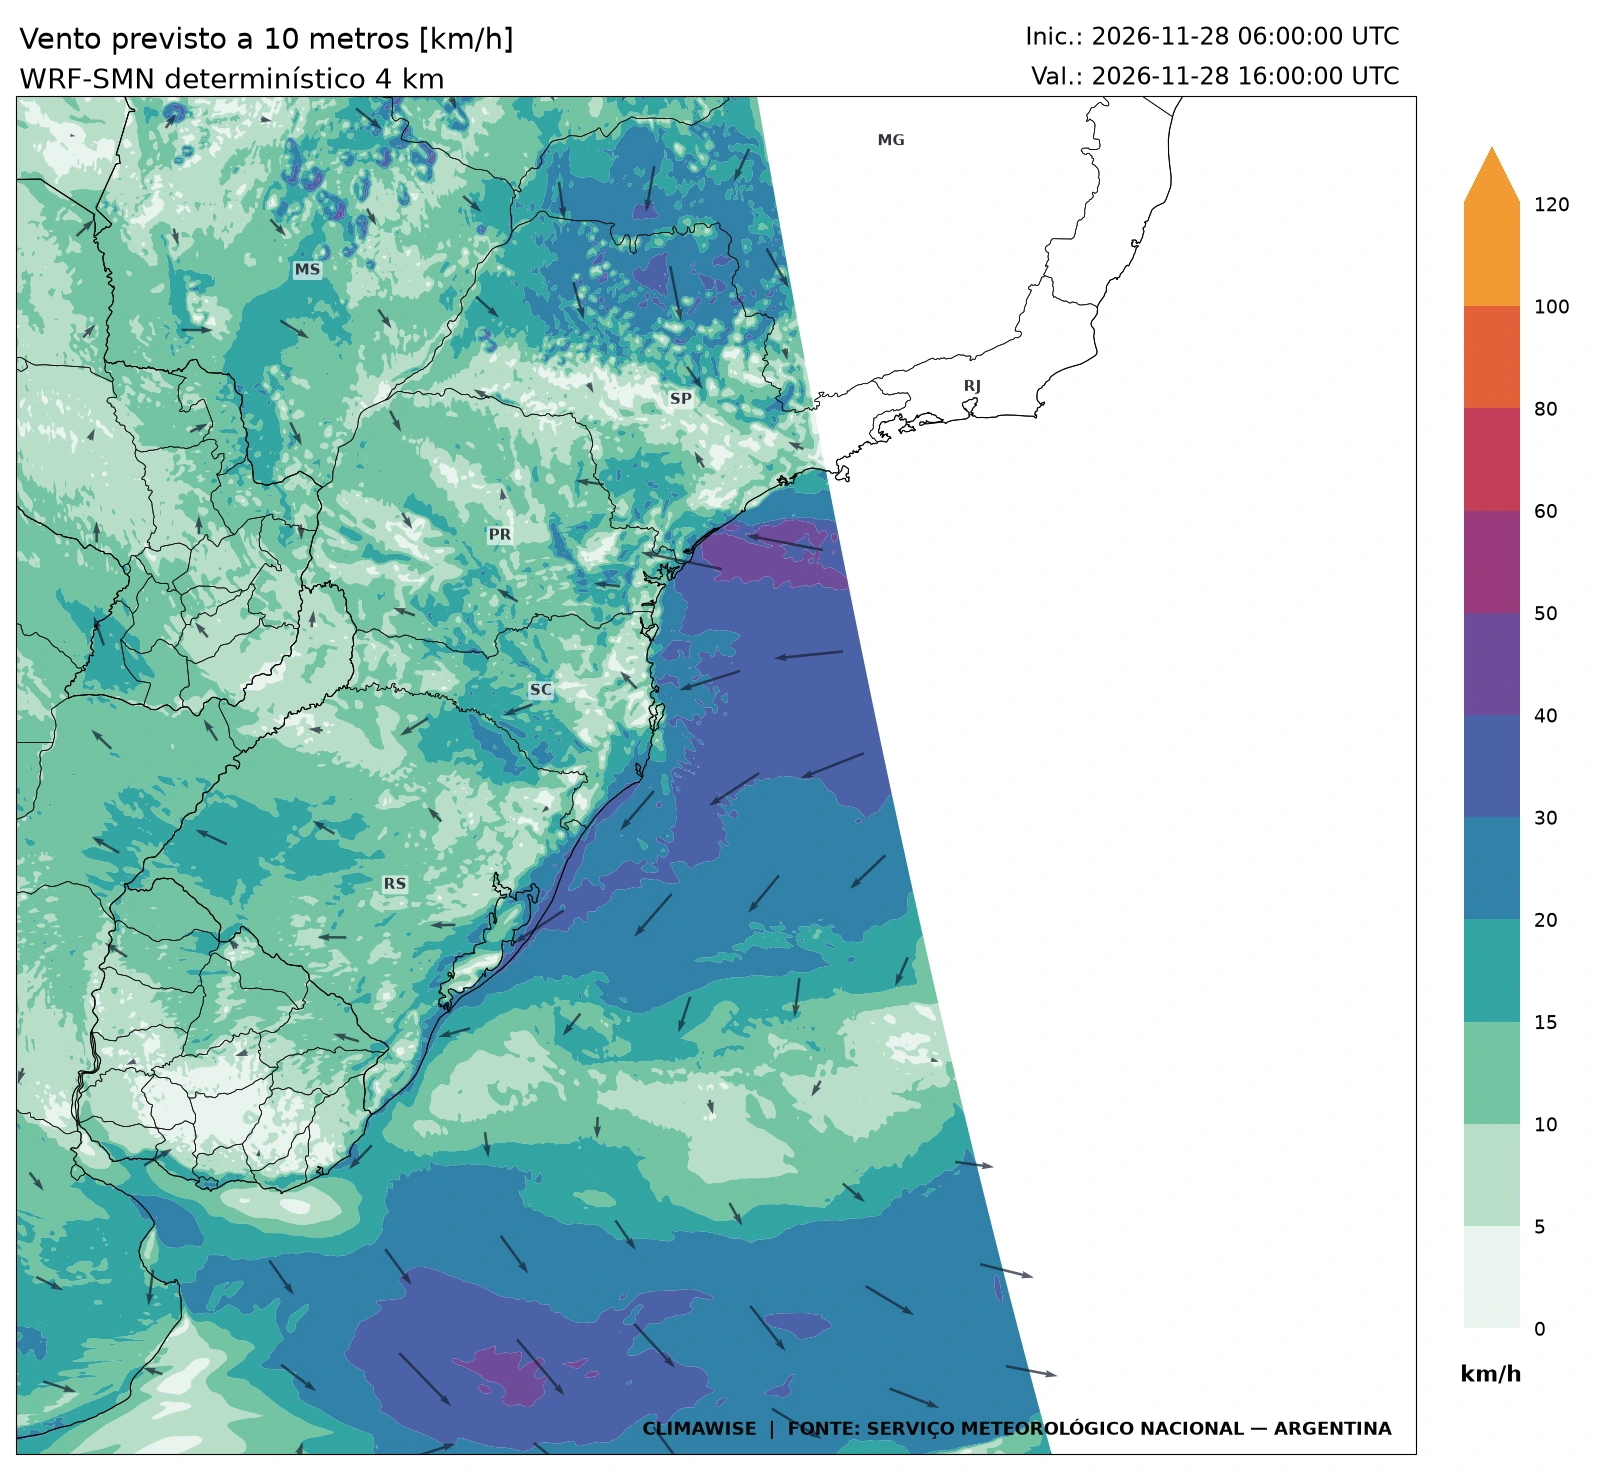 Vento previsto a 10 metros [km/h]
WRF-SMN determinístico 4 km
Inic.: 2026-11-28 06:00:00 UTC
Val.: 2026-11-28 16:00:00 UTC
MG
MS
RJ
SP
PR
SC
RS
120
100
80
60
50
40
30
20
15
10
5
0
km/h
CLIMAWISE | FONTE: SERVIÇO METEOROLÓGICO NACIONAL — ARGENTINA